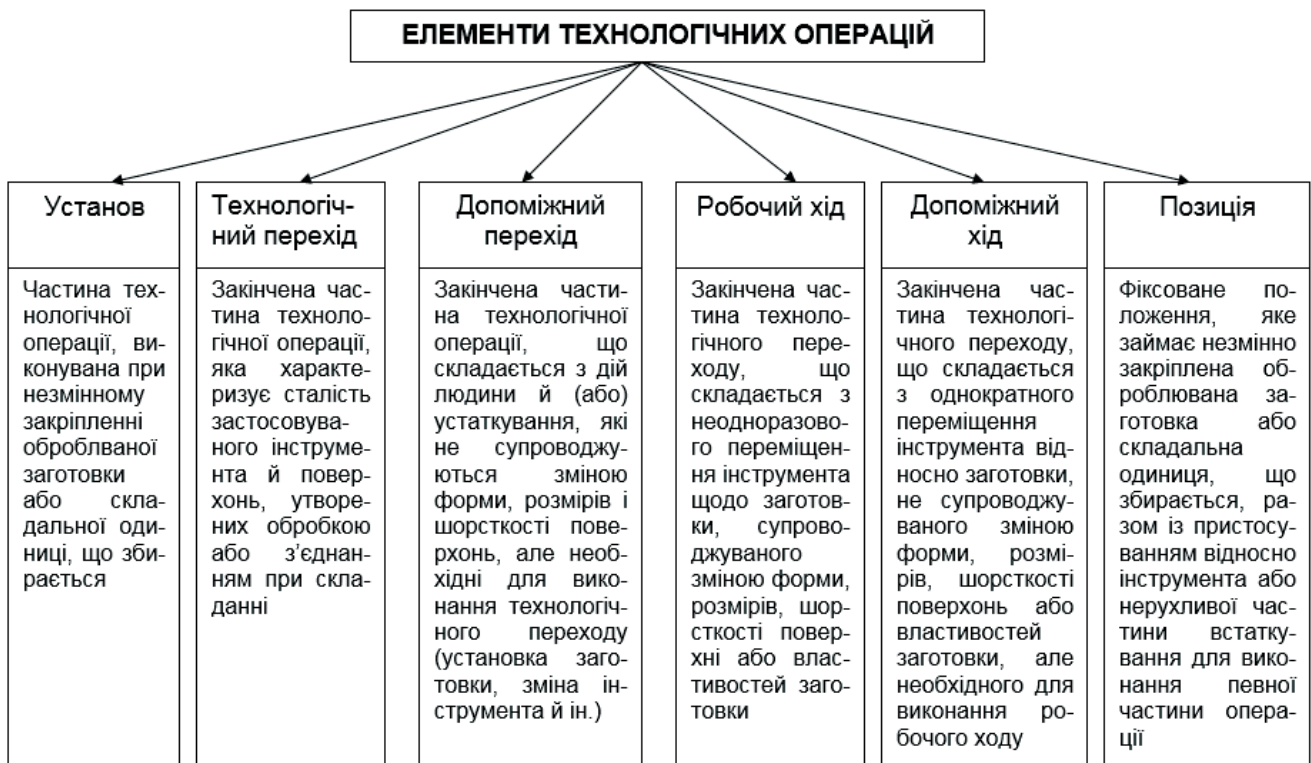 ЕЛЕМЕНТИ ТЕХНОЛОГІЧНИХ ОПЕРАЦІЙ
Установ
Частина тех-
нологічної
операції, ви-
конувана при
незмінному
закріпленні
оброблваної
заготовки
або скла-
дальної оди-
ниці, що зби-
рається
Технологіч-
ний перехід
Закінчена час-
тина техноло-
гічної операції,
яка характе-
ризує сталість
застосовува-
ного інструме-
нта й повер-
хонь, утворе-
них обробкою
або з’єднан-
ням при скла-
данні
Допоміжний
перехід
Закінчена части-
на технологічної
операції, що
складається з дій
людини й (або)
устаткування, які
не супроводжу-
ються зміною
форми, розмірів і
шорсткості пове-
рхонь, але необ-
хідні для вико-
нання технологіч-
ного переходу
(установка заго-
товки, зміна ін-
струмента й ін.)
Робочий хід
Закінчена час-
тина техноло-
гічного пере-
ходу, що
складається з
неодноразово-
го переміщен-
ня інструмента
щодо заготов-
ки, супрово-
джуваного
зміною форми,
розмірів, шор-
сткості повер-
хні або влас-
тивостей заго-
товки
Допоміжний
хід
Закінчена час-
тина технологі-
чного переходу,
що складається
з однократного
переміщення
інструмента від-
носно заготовки,
не супроводжу-
ваного зміною
форми, розмі-
рів, шорсткості
поверхонь або
властивостей
заготовки, але
необхідного для
виконання ро-
бочого ходу
Позиція
Фіксоване по-
ложення, яке
займає незмінно
закріплена об-
роблювана за-
готовка або
складальна
одиниця, що
збирається, ра-
зом із пристосу-
ванням відносно
інструмента або
нерухливої час-
тини встатку-
вання для вико-
нання певної
частини опера-
ції